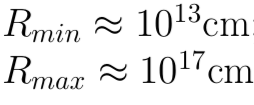 R_{min} ≈ 10^{13}cm
R_{max} ≈ 10^{17}cm